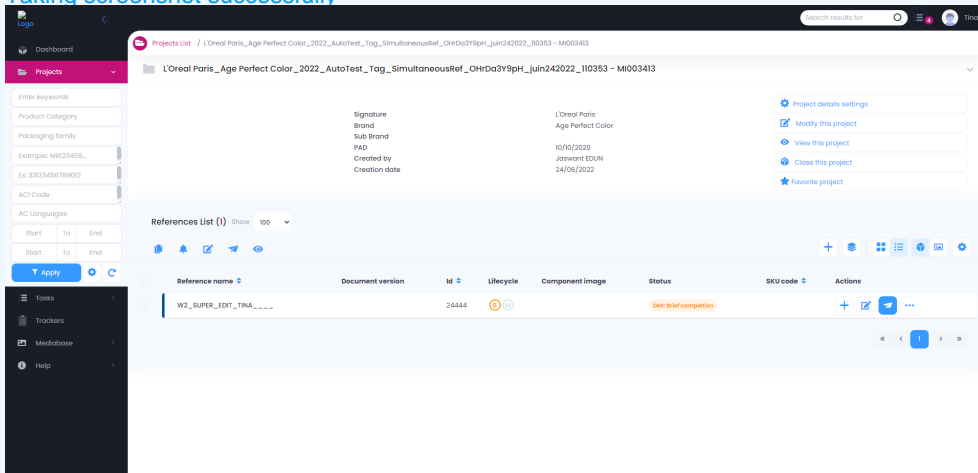 Taking screenshot successfully
Logo
Search results for
4
Tina
Dashboard
Projects
Enter keywords
Product Category
Packaging family
Example: MB123456...
Ex: 33123456789012
ACI Code
AC Languages
Start To End
Start To End
Apply
Tasks
Trackers
Mediabase
Help
Projects List / L'Oreal Paris_Age Perfect Color_2022_AutoTest_Tag_SimultaneousRef_OHrDa3Y9pH_juin242022_110353 - MI003413
L'Oreal Paris_Age Perfect Color_2022_AutoTest_Tag_SimultaneousRef_OHrDa3Y9pH_juin242022_110353 - MI003413
Signature L'Oreal Paris
Brand Age Perfect Color
Sub Brand
PAD 10/10/2020
Created by Jaswant EDUN
Creation date 24/06/2022
Project details settings
Modify this project
View this project
Close this project
Favorite project
References List (1) Show 100
Reference name Document version Id Lifecycle Component image Status SKU code Actions
W2_SUPER_EDIT_TINA____ 24444 B M DMI: Brief completion
« ‹ 1 › »